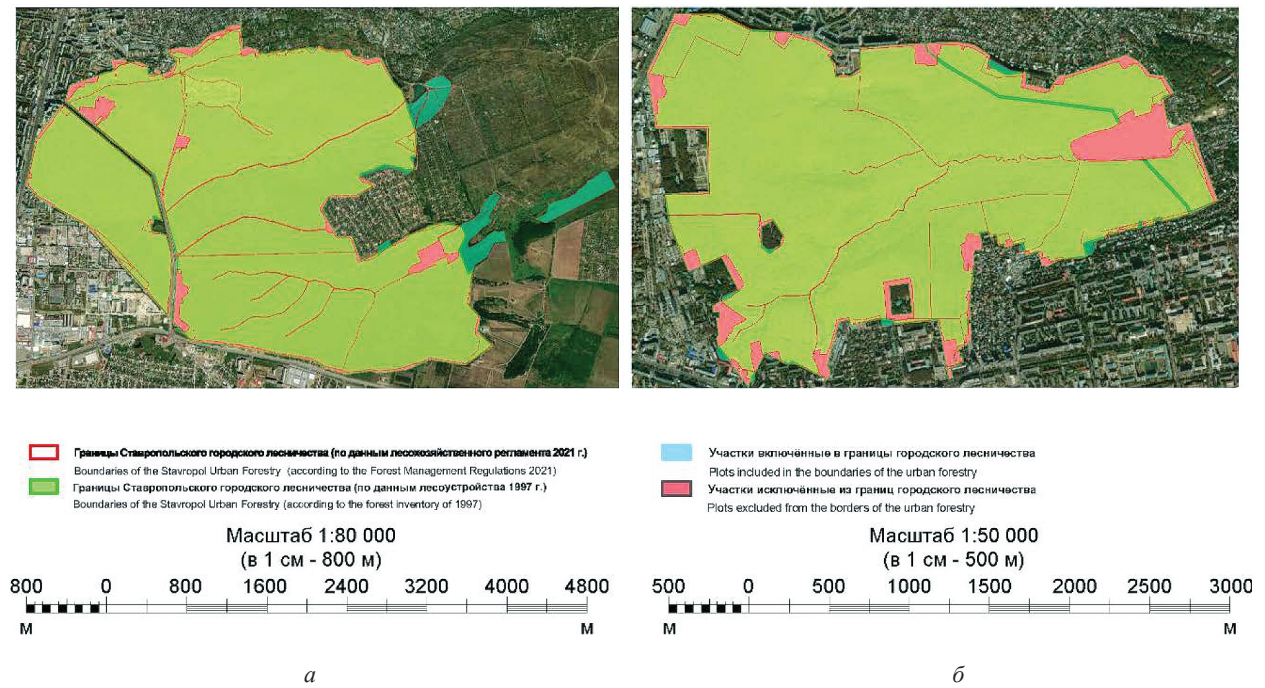 Границы Ставропольского городского лесничества (по данным лесохозяйственного регламента 2021 г.)
Boundaries of the Stavropol Urban Forestry (according to the Forest Management Regulations 2021)
Границы Ставропольского городского лесничества (по данным лесоустройства 1997 г.)
Boundaries of the Stavropol Urban Forestry (according to the forest inventory of 1997)
Масштаб 1:80 000
(в 1 см - 800 м)
800 0 800 1600 2400 3200 4000 4800
м м
а
Участки включённые в границы городского лесничества
Plots included in the boundaries of the urban forestry
Участки исключённые из границ городского лесничества
Plots excluded from the borders of the urban forestry
Масштаб 1:50 000
(в 1 см - 500 м)
500 0 500 1000 1500 2000 2500 3000
м м
б